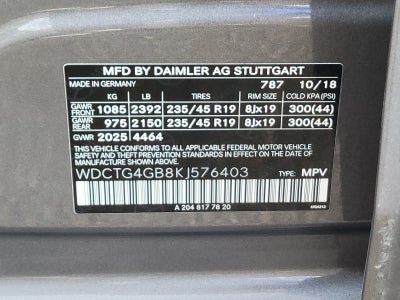 MFD BY DAIMLER AG STUTTGART
MADE IN GERMANY 787 10/18
KG LB TIRES RIM SIZE COLD KPA (PSI)
GAWR FRONT 1085 2392 235/45 R19 8Jx19 300(44)
GAWR REAR 975 2150 235/45 R19 8Jx19 300(44)
GVWR 2025 4464
THIS VEHICLE CONFORMS TO ALL APPLICABLE FEDERAL MOTOR VEHICLE
SAFETY, BUMPER, AND THEFT PREVENTION STANDARDS IN EFFECT ON
THE DATE OF MANUFACTURE SHOWN ABOVE.
WDCTG4GB8KJ576403 TYPE: MPV
A 204 817 78 20